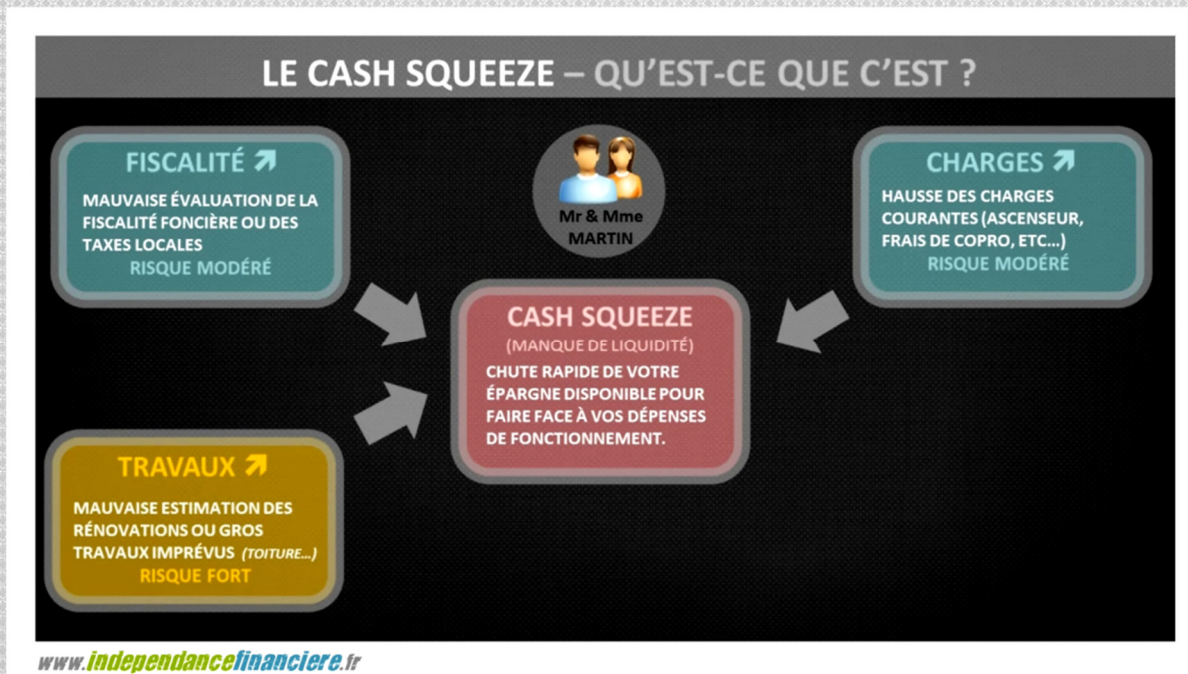 LE CASH SQUEEZE – QU'EST-CE QUE C'EST ?
FISCALITÉ
MAUVAISE ÉVALUATION DE LA
FISCALITÉ FONCIÈRE OU DES
TAXES LOCALES
RISQUE MODÉRÉ
Mr & Mme
MARTIN
CHARGES
HAUSSE DES CHARGES
COURANTES (ASCENSEUR,
FRAIS DE COPRO, ETC...)
RISQUE MODÉRÉ
CASH SQUEEZE
(MANQUE DE LIQUIDITÉ)
CHUTE RAPIDE DE VOTRE
ÉPARGNE DISPONIBLE POUR
FAIRE FACE À VOS DÉPENSES
DE FONCTIONNEMENT.
TRAVAUX
MAUVAISE ESTIMATION DES
RÉNOVATIONS OU GROS
TRAVAUX IMPRÉVUS (TOITURE...)
RISQUE FORT
www.independancefinanciere.fr